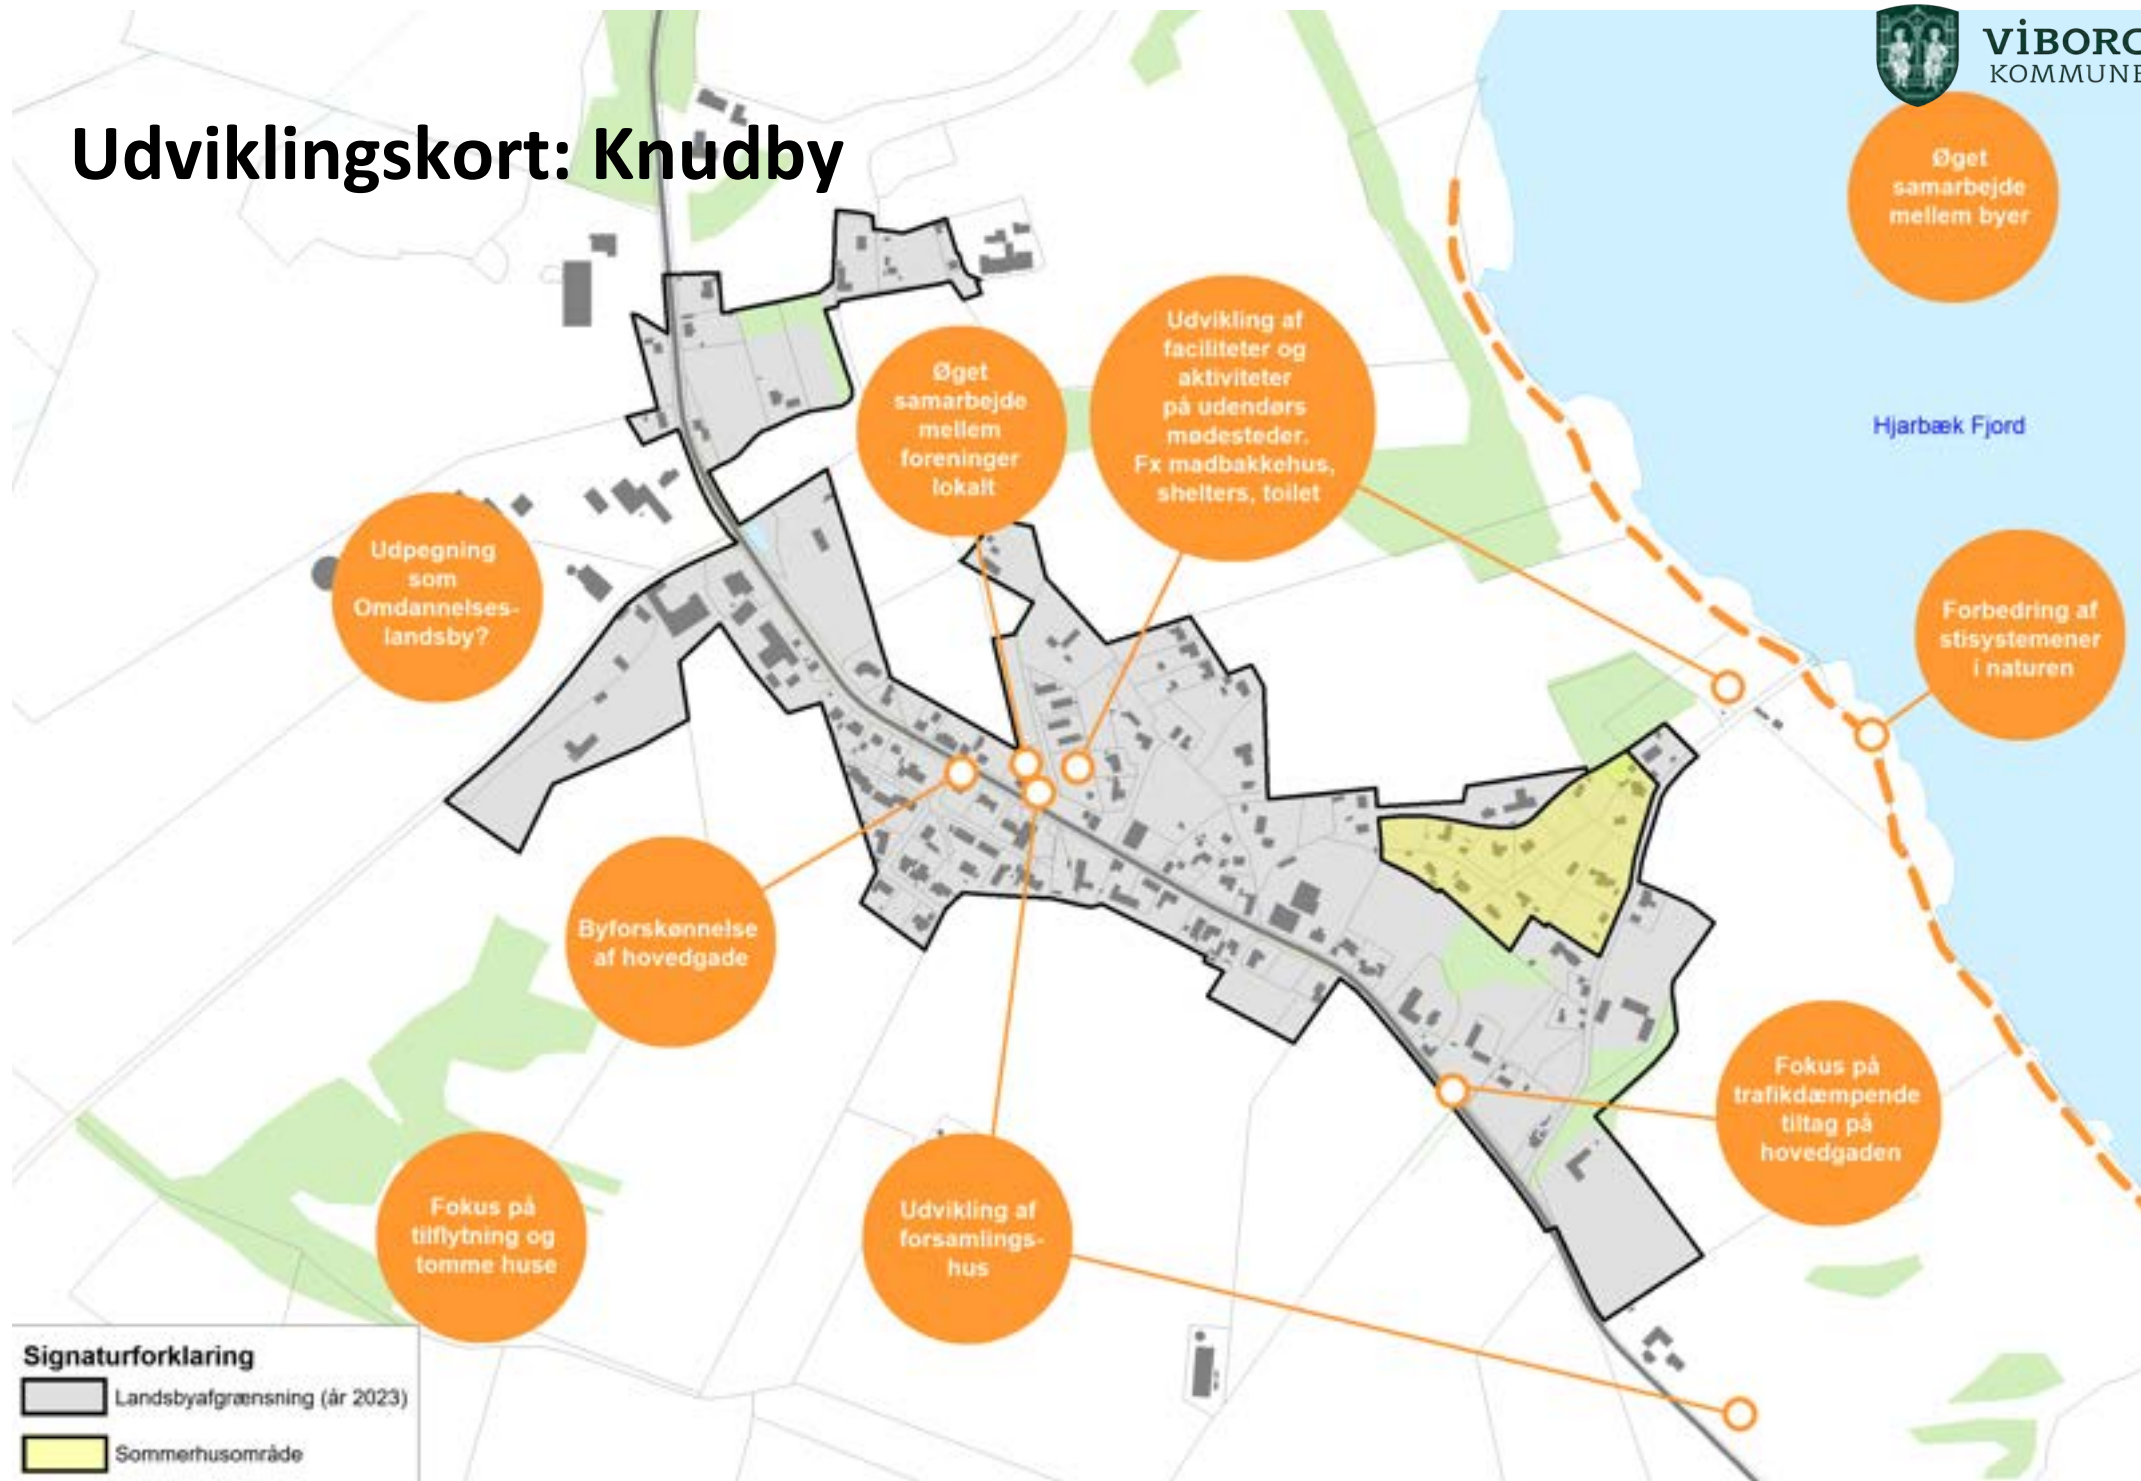 VIBORG
KOMMUNE
Udviklingskort: Knudby
Øget
samarbejde
mellem byer
Udvikling af
faciliteter og
aktiviteter
på udendørs
mødesteder.
Fx madbakkehus,
shelters, toilet
Øget
samarbejde
mellem
foreninger
lokalt
Hjarbæk Fjord
Udpegning
som
Omdannelses-
landsby?
Forbedring af
stisystemener
i naturen
Byforskønnelse
af hovedgade
Fokus på
trafikdæmpende
tiltag på
hovedgaden
Fokus på
tilflytning og
tomme huse
Udvikling af
forsamlings-
hus
Signaturforklaring
Landsbyafgrænsning (år 2023)
Sommerhusområde